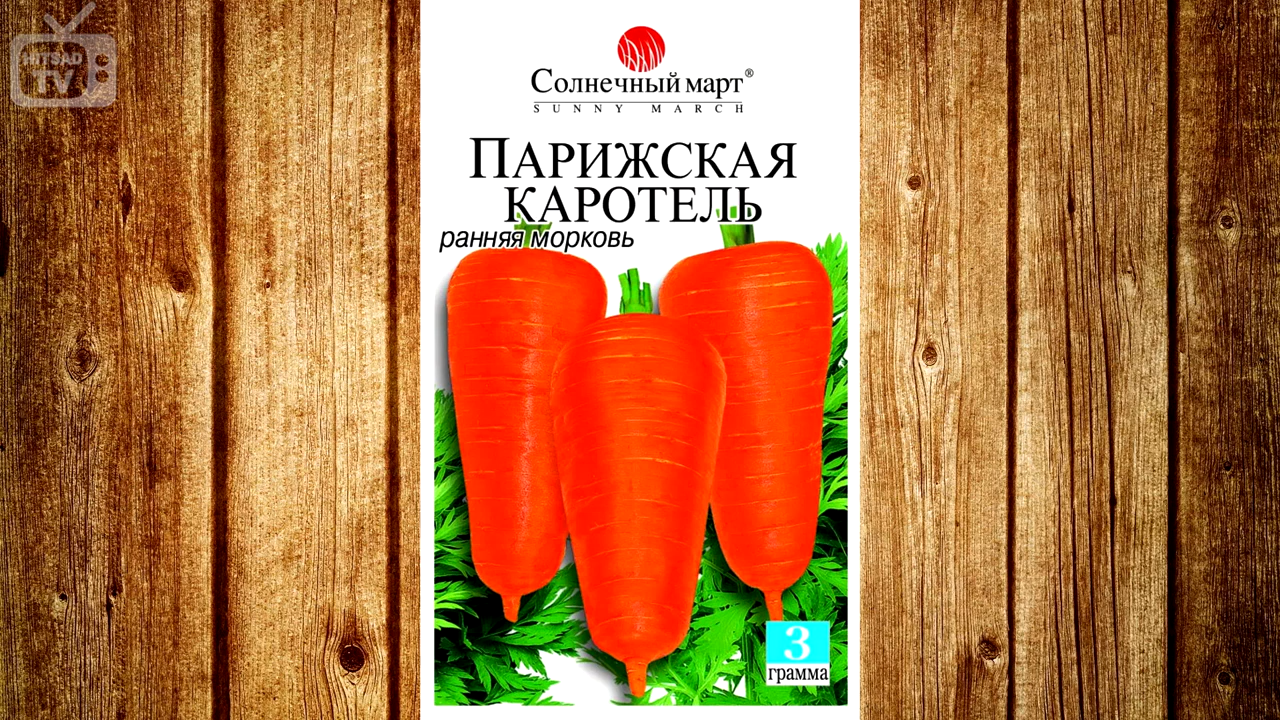 HITSAD
TV
Солнечный март®
SUNNY MARCH
ПАРИЖСКАЯ
КАРОТЕЛЬ
ранняя морковь
3
грамма